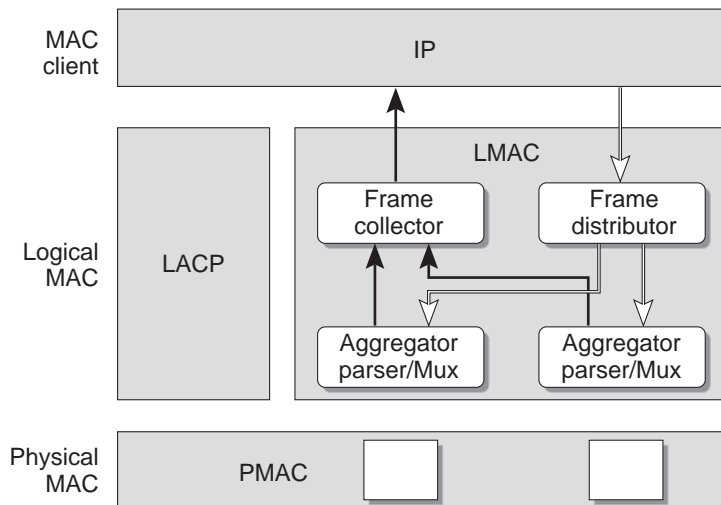 MAC
client
IP
LMAC
Frame
collector
Frame
distributor
Logical
MAC
LACP
Aggregator
parser/Mux
Aggregator
parser/Mux
Physical
MAC
PMAC